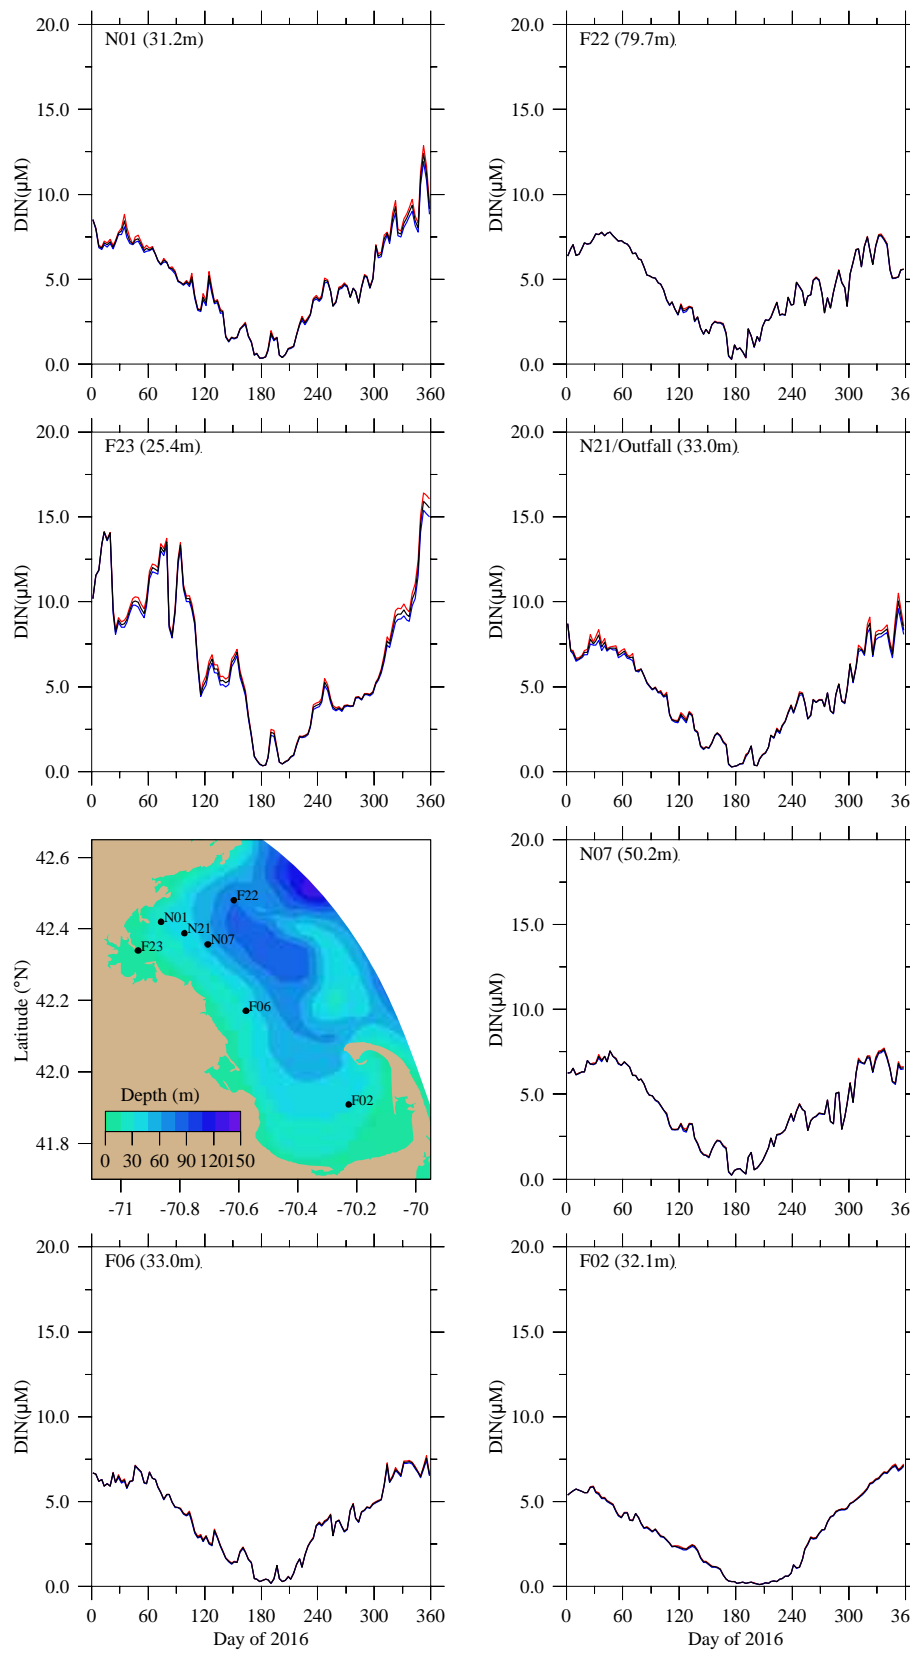 20.0
15.0
10.0
5.0
0.0
DIN(µM)
N01 (31.2m)
0 60 120 180 240 300 360
20.0
15.0
10.0
5.0
0.0
DIN(µM)
F22 (79.7m)
0 60 120 180 240 300 36
20.0
15.0
10.0
5.0
0.0
DIN(µM)
F23 (25.4m)
0 60 120 180 240 300 360
20.0
15.0
10.0
5.0
0.0
DIN(µM)
N21/Outfall (33.0m)
0 60 120 180 240 300 36
42.6
42.4
42.2
42.0
41.8
Latitude (°N)
F22
N01
N21
N07
F23
F06
F02
Depth (m)
0 30 60 90 120 150
-71 -70.8 -70.6 -70.4 -70.2 -70
20.0
15.0
10.0
5.0
0.0
DIN(µM)
N07 (50.2m)
0 60 120 180 240 300 36
20.0
15.0
10.0
5.0
0.0
DIN(µM)
F06 (33.0m)
0 60 120 180 240 300 360
Day of 2016
20.0
15.0
10.0
5.0
0.0
DIN(µM)
F02 (32.1m)
0 60 120 180 240 300 36
Day of 2016